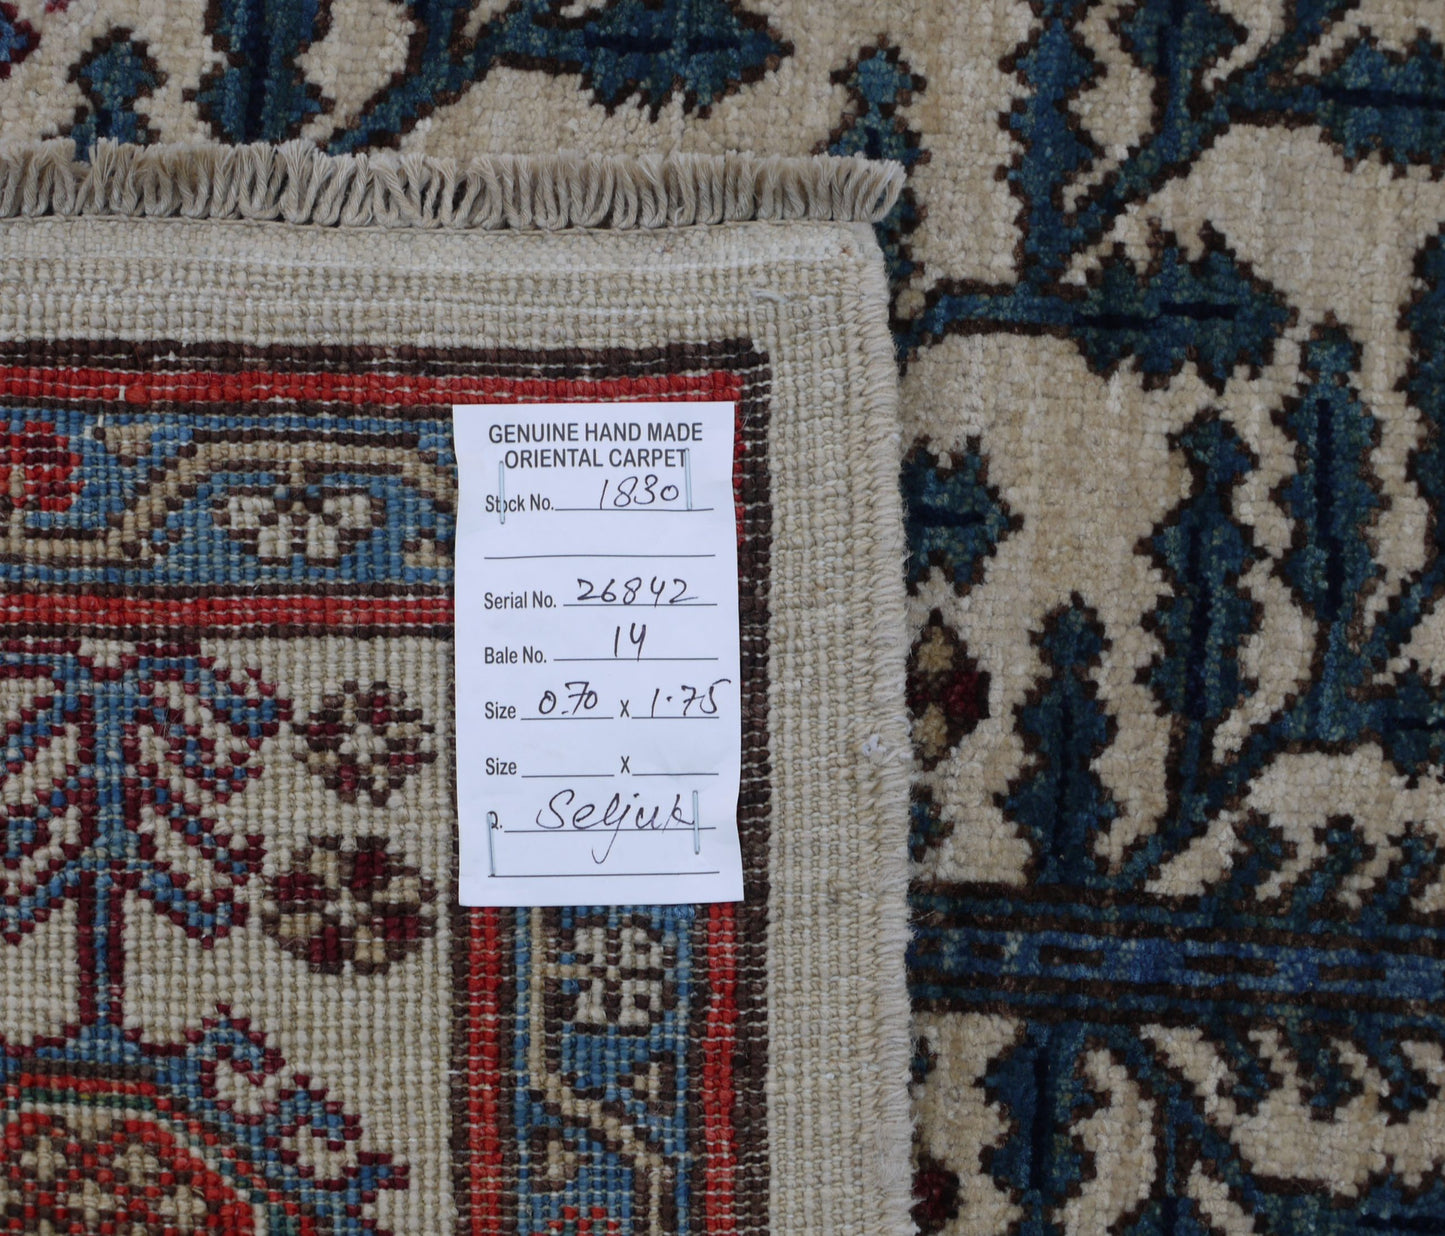 GENUINE HAND MADE
ORIENTAL CARPET
Stock No. 1830
Serial No. 26842
Bale No. 14
Size 0.70 X 1.75
Size X
Q. Seljuk